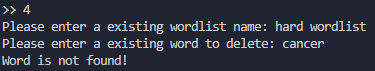 >> 4
Please enter a existing wordlist name: hard wordlist
Please enter a existing word to delete: cancer
Word is not found!